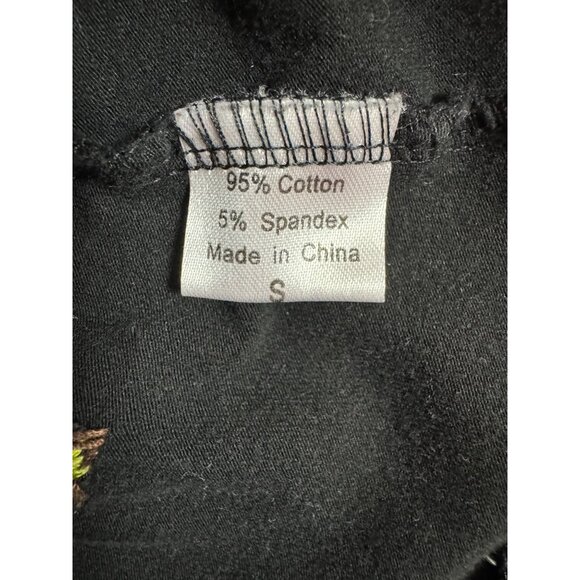 95% Cotton
5% Spandex
Made in China
S